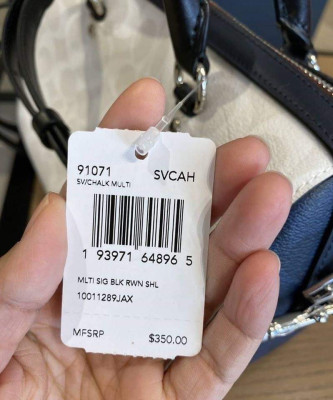 91071 SVCAH
SV/CHALK MULTI
1 93971 64896 5
MLTI SIG BLK RWN SHL
10011289JAX
MFSRP $350.00